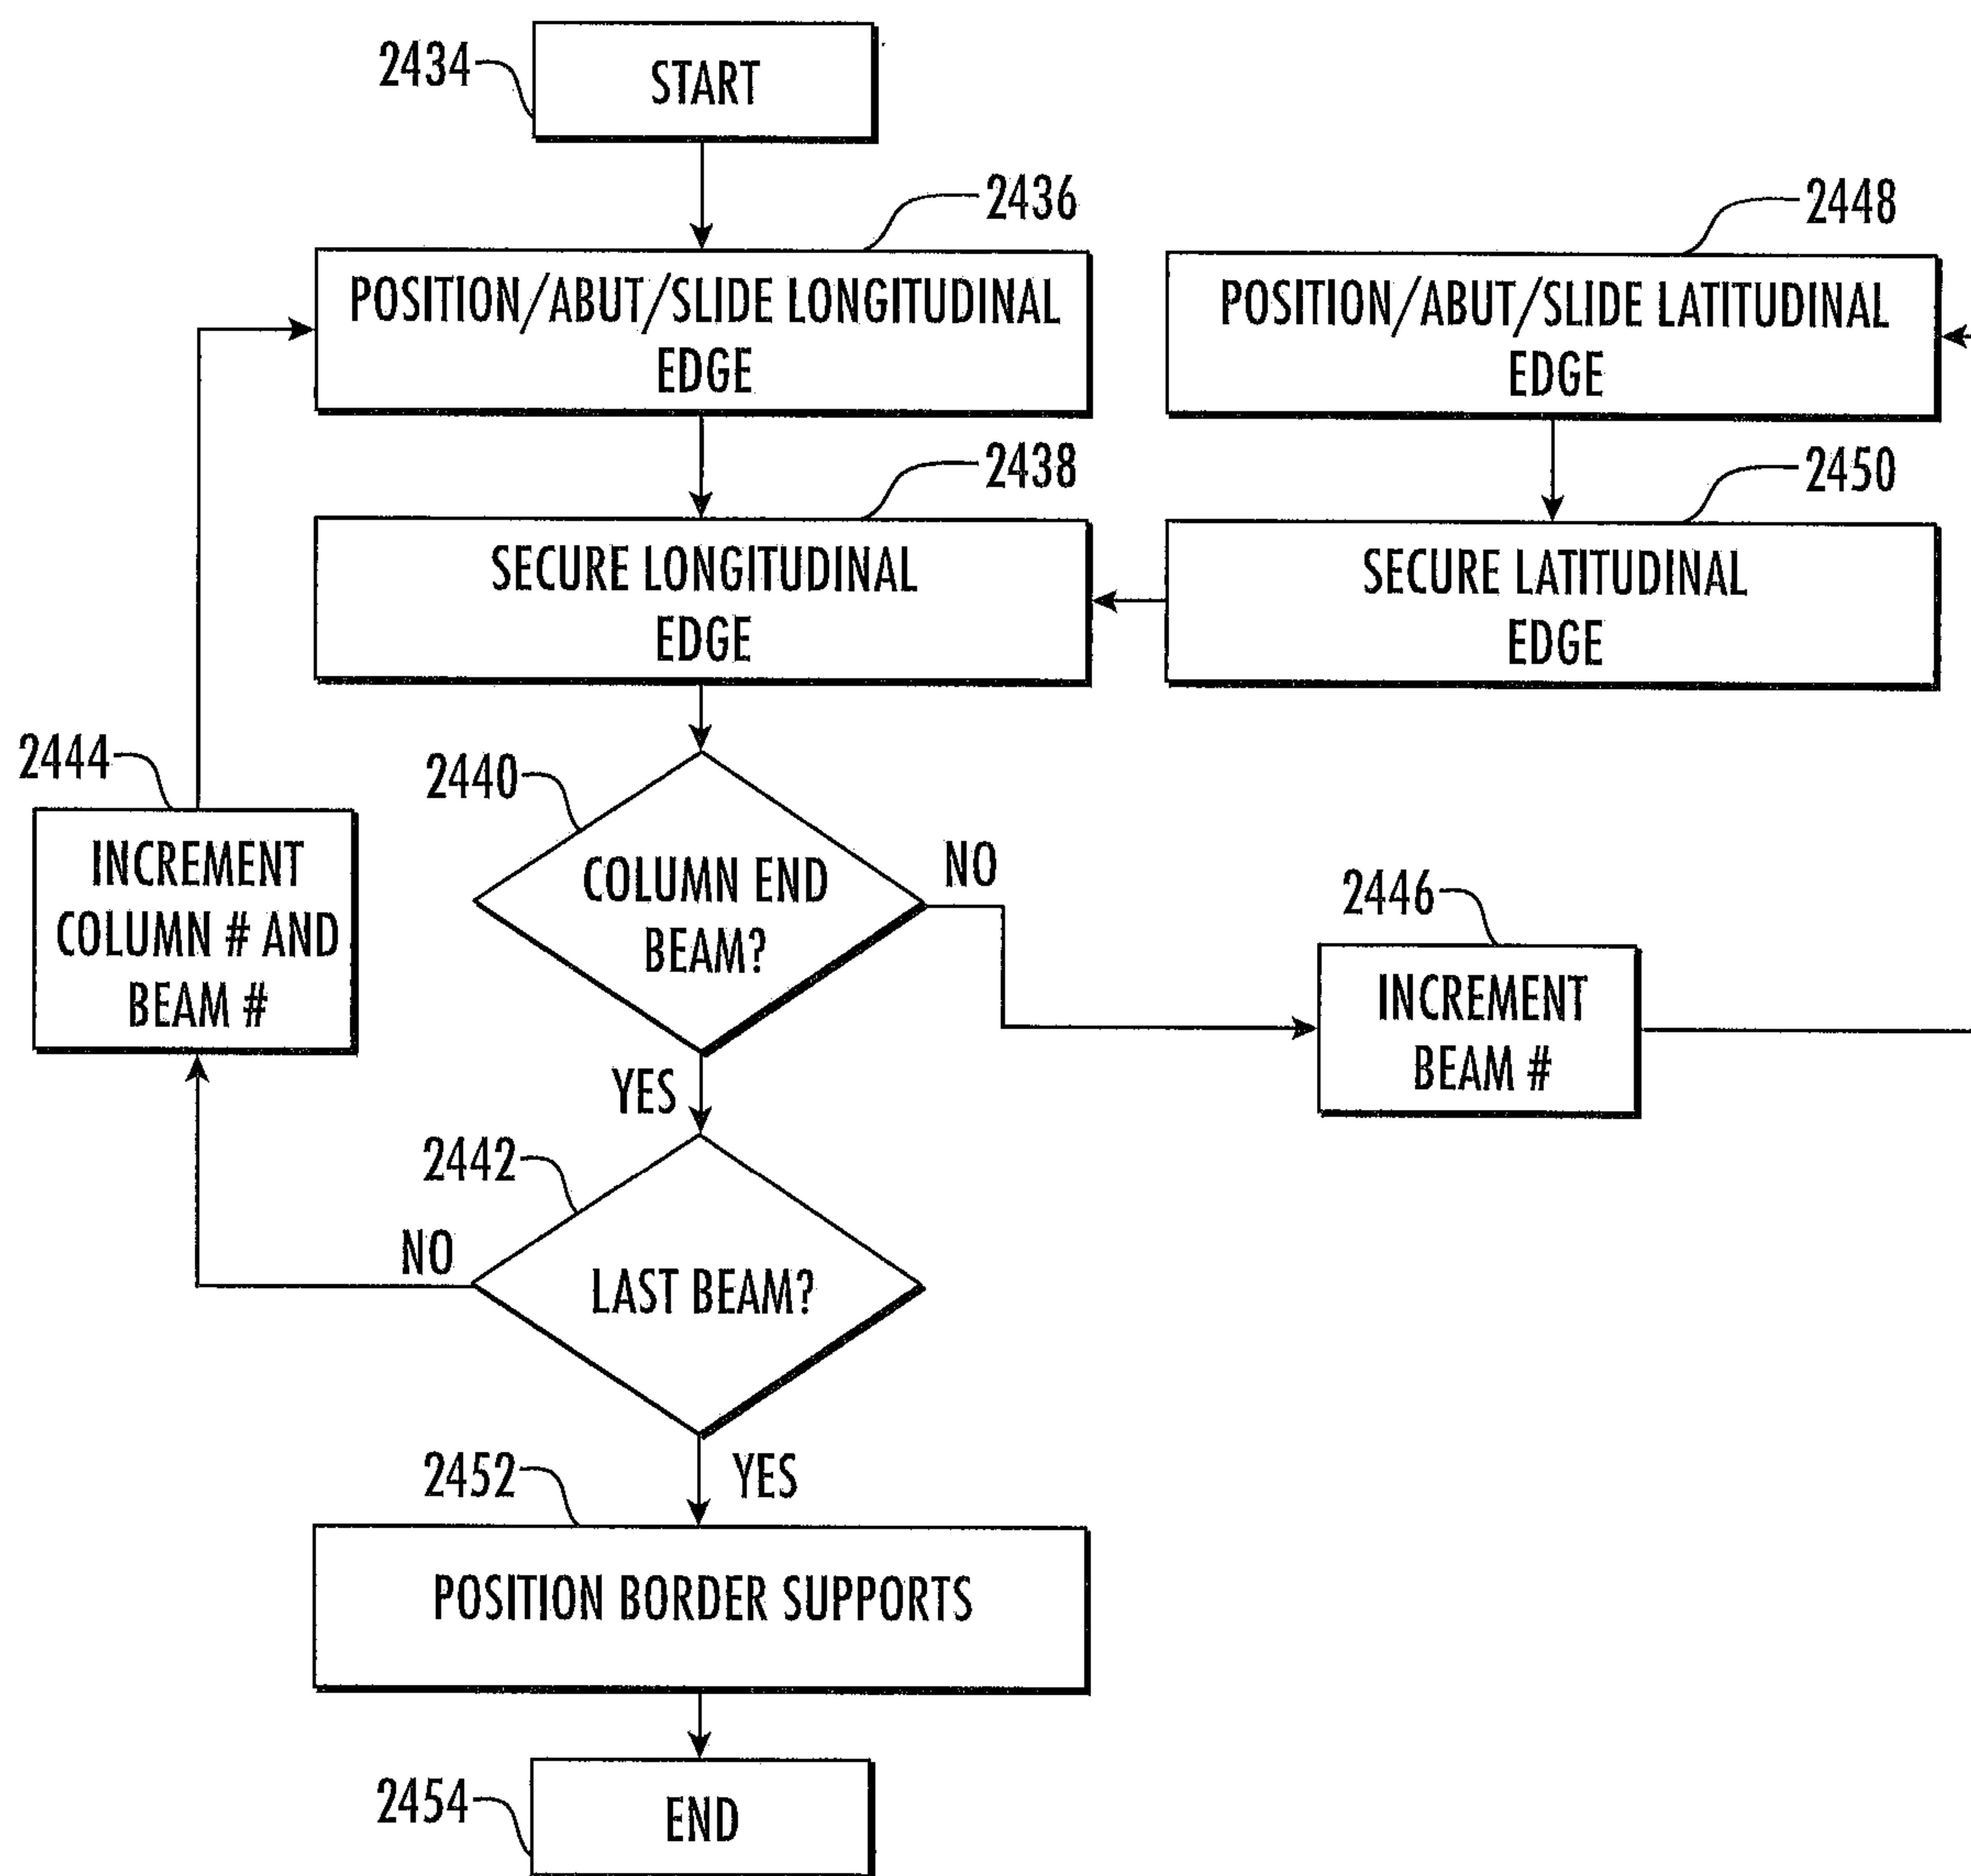 2434
START
2436
POSITION/ABUT/SLIDE LONGITUDINAL
EDGE
2448
POSITION/ABUT/SLIDE LATITUDINAL
EDGE
2438
SECURE LONGITUDINAL
EDGE
2450
SECURE LATITUDINAL
EDGE
2444
INCREMENT
COLUMN # AND
BEAM #
2440
COLUMN END
BEAM?
NO
2446
INCREMENT
BEAM #
YES
2442
NO
LAST BEAM?
YES
2452
POSITION BORDER SUPPORTS
2454
END